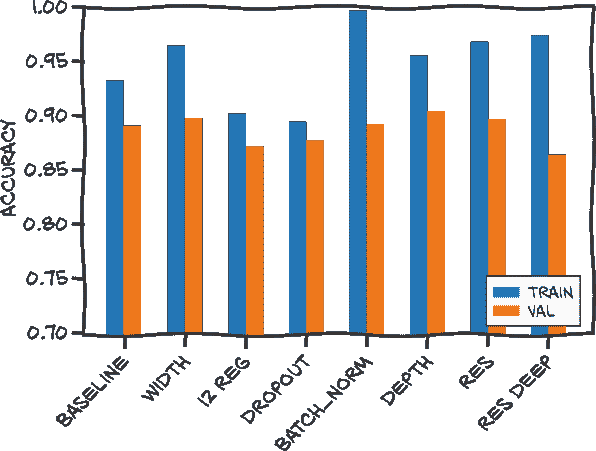 1.00
0.95
0.90
0.85
0.80
0.75
0.70
ACCURACY
BASELINE
WIDTH
l2 REG
DROPOUT
BATCH_NORM
DEPTH
RES
RES DEEP
TRAIN
VAL